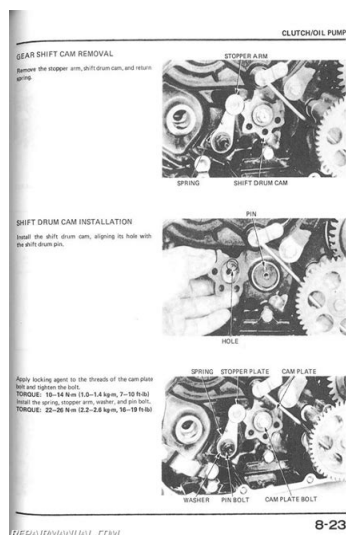 CLUTCH/OIL PUMP
GEAR SHIFT CAM REMOVAL
Remove the stopper arm, shift drum cam, and return
spring.
STOPPER ARM
SPRING SHIFT DRUM CAM
SHIFT DRUM CAM INSTALLATION
Install the shift drum cam, aligning its hole with
the shift drum pin.
PIN
HOLE
Apply locking agent to the threads of the cam plate
bolt and tighten the bolt.
TORQUE: 10–14 N·m (1.0–1.4 kg-m, 7–10 ft-lb)
Install the spring, stopper arm, washer, and pin bolt.
TORQUE: 22–26 N·m (2.2–2.6 kg-m, 16–19 ft-lb)
SPRING STOPPER PLATE CAM PLATE
WASHER PIN BOLT CAM PLATE BOLT
8-23
REPAIRMANUAL.COM